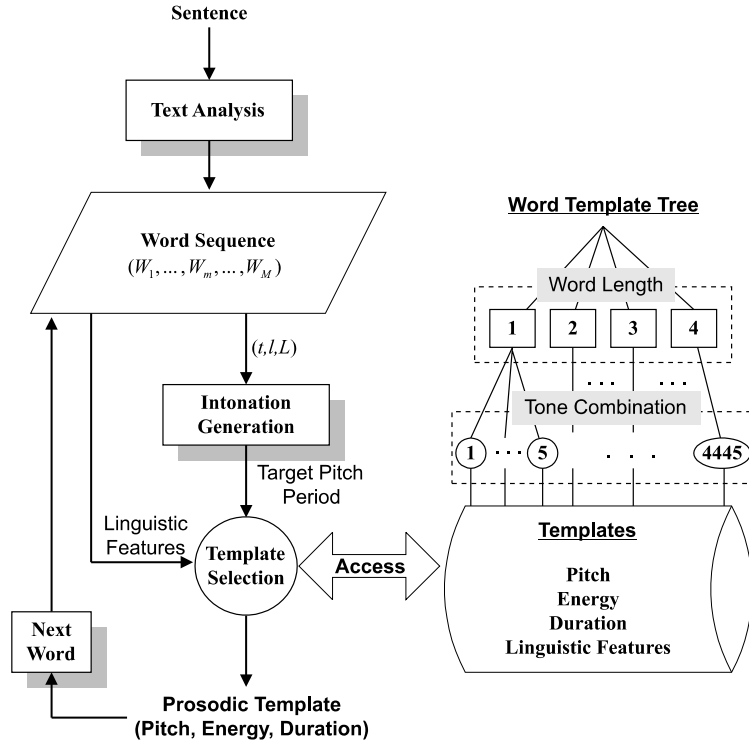 Sentence
Text Analysis
Word Sequence
(W₁,...,Wₘ,...,W_M)
(t,l,L)
Intonation
Generation
Target Pitch
Period
Linguistic
Features
Template
Selection
Access
Next
Word
Prosodic Template
(Pitch, Energy, Duration)
Word Template Tree
Word Length
1 2 3 4
... ...
Tone Combination
1 ... 5 . . . 4445
Templates
Pitch
Energy
Duration
Linguistic Features